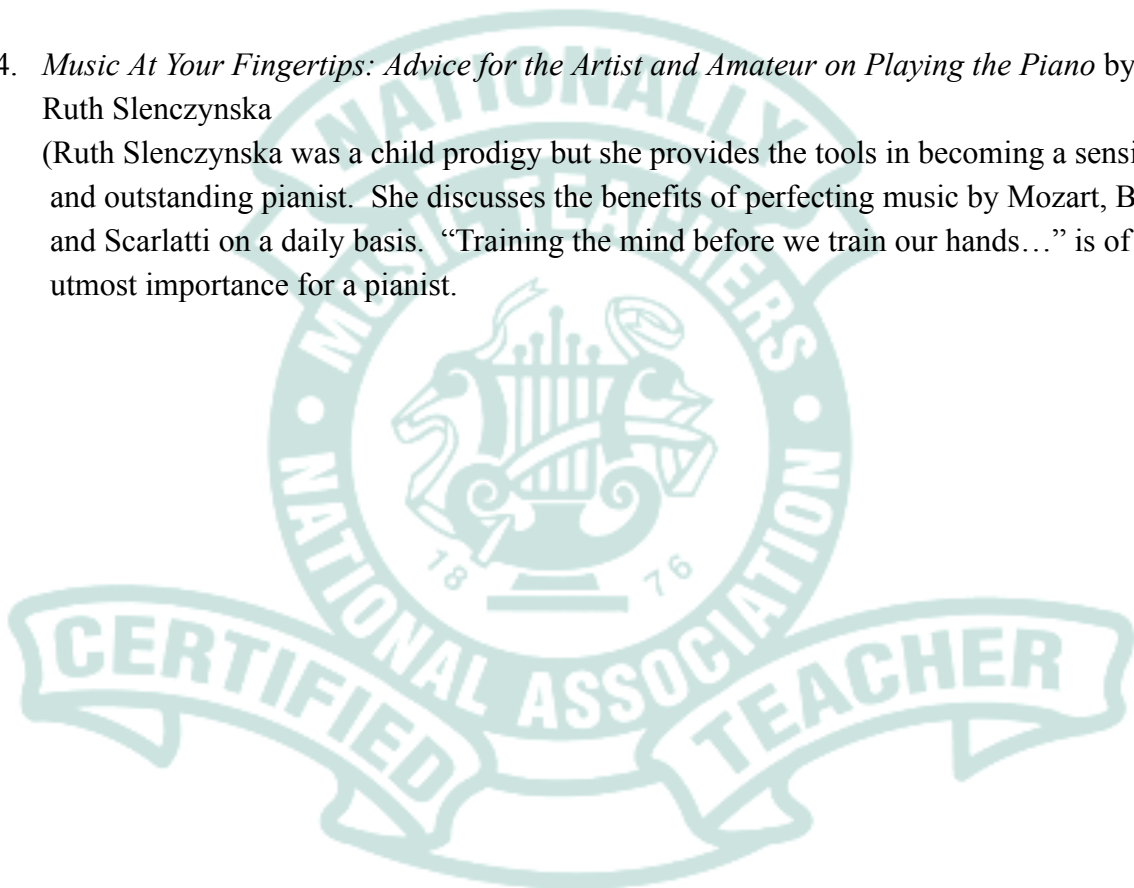 4. Music At Your Fingertips: Advice for the Artist and Amateur on Playing the Piano by
Ruth Slenczynska
(Ruth Slenczynska was a child prodigy but she provides the tools in becoming a sensi
and outstanding pianist. She discusses the benefits of perfecting music by Mozart, B
and Scarlatti on a daily basis. “Training the mind before we train our hands…” is of
utmost importance for a pianist.
NATIONALLY
MUSIC TEACHERS
NATIONAL ASSOCIATION
18 76
CERTIFIED TEACHER